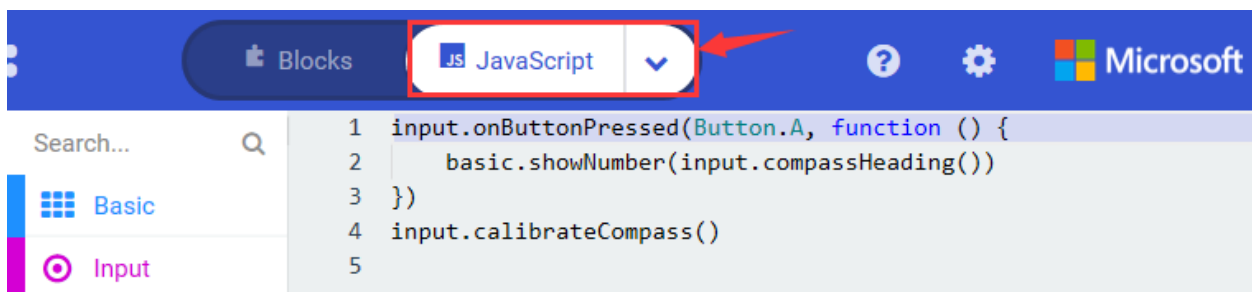 Blocks
JS JavaScript
?
Microsoft
Search...
Basic
Input
1 input.onButtonPressed(Button.A, function () {
2     basic.showNumber(input.compassHeading())
3 })
4 input.calibrateCompass()
5